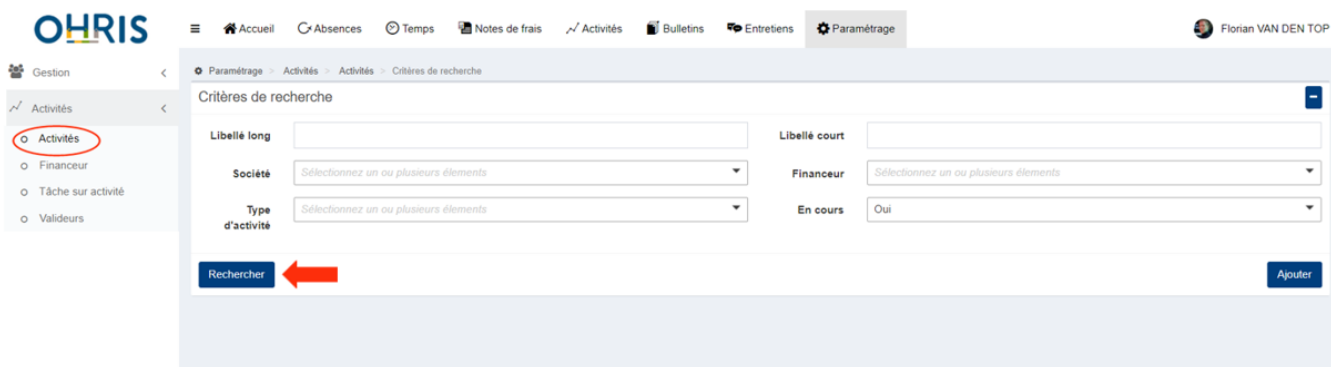 OHRIS
Accueil Absences Temps Notes de frais Activités Bulletins Entretiens Paramétrage Florian VAN DEN TOP
Gestion
Activités
Activités
Financeur
Tâche sur activité
Valideurs
Paramétrage > Activités > Activités > Critères de recherche
Critères de recherche
Libellé long Libellé court
Société Sélectionnez un ou plusieurs élements Financeur Sélectionnez un ou plusieurs élements
Type d'activité Sélectionnez un ou plusieurs élements En cours Oui
Rechercher Ajouter